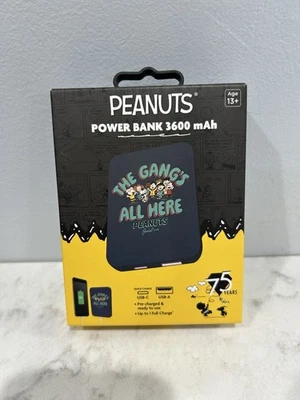 PEANUTS®
Age
13+
POWER BANK 3600 mAh
THE GANG'S
ALL HERE
PEANUTS
USB-C
USB-A
• Pre-charged &
ready to use
• Up to 1 Full Charge*
75
YEARS